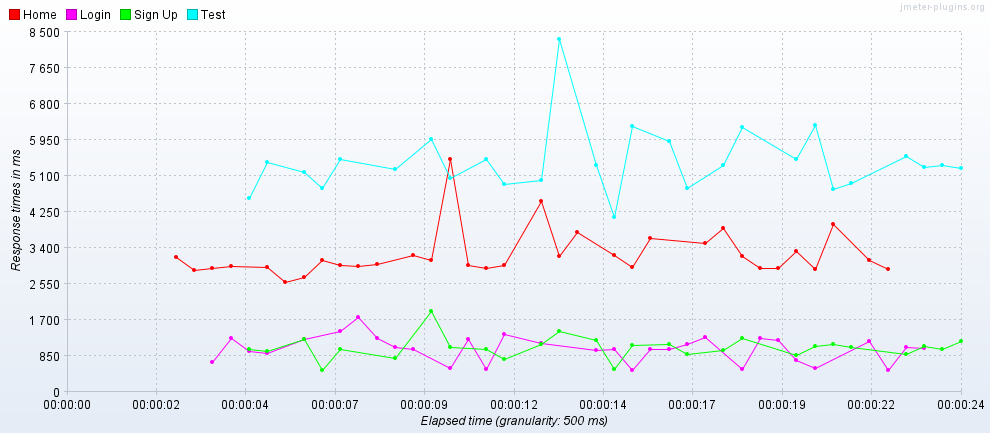 jmeter-plugins.org
Home Login Sign Up Test
8 500
7 650
6 800
5 950
5 100
4 250
3 400
2 550
1 700
850
0
Response times in ms
00:00:00 00:00:02 00:00:04 00:00:07 00:00:09 00:00:12 00:00:14 00:00:17 00:00:19 00:00:22 00:00:24
Elapsed time (granularity: 500 ms)